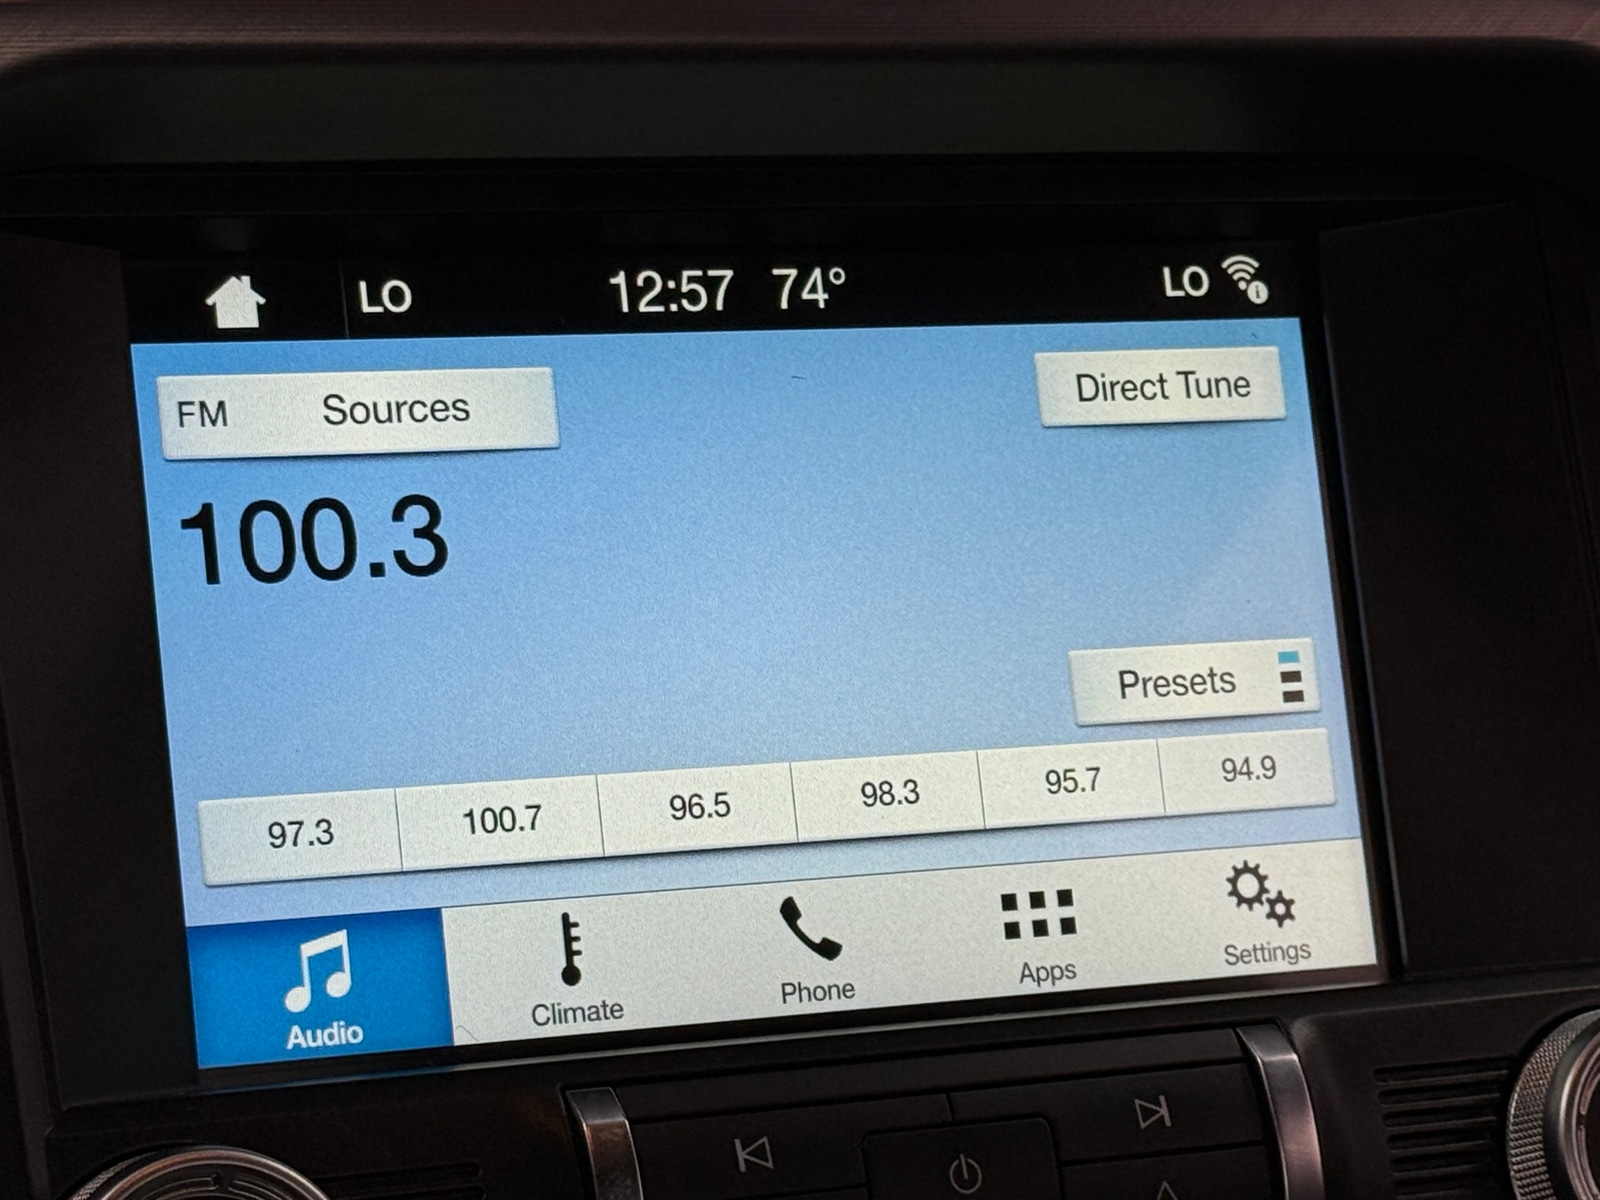 LO 12:57 74° LO
FM Sources Direct Tune
100.3
Presets
97.3 100.7 96.5 98.3 95.7 94.9
Audio Climate Phone Apps Settings